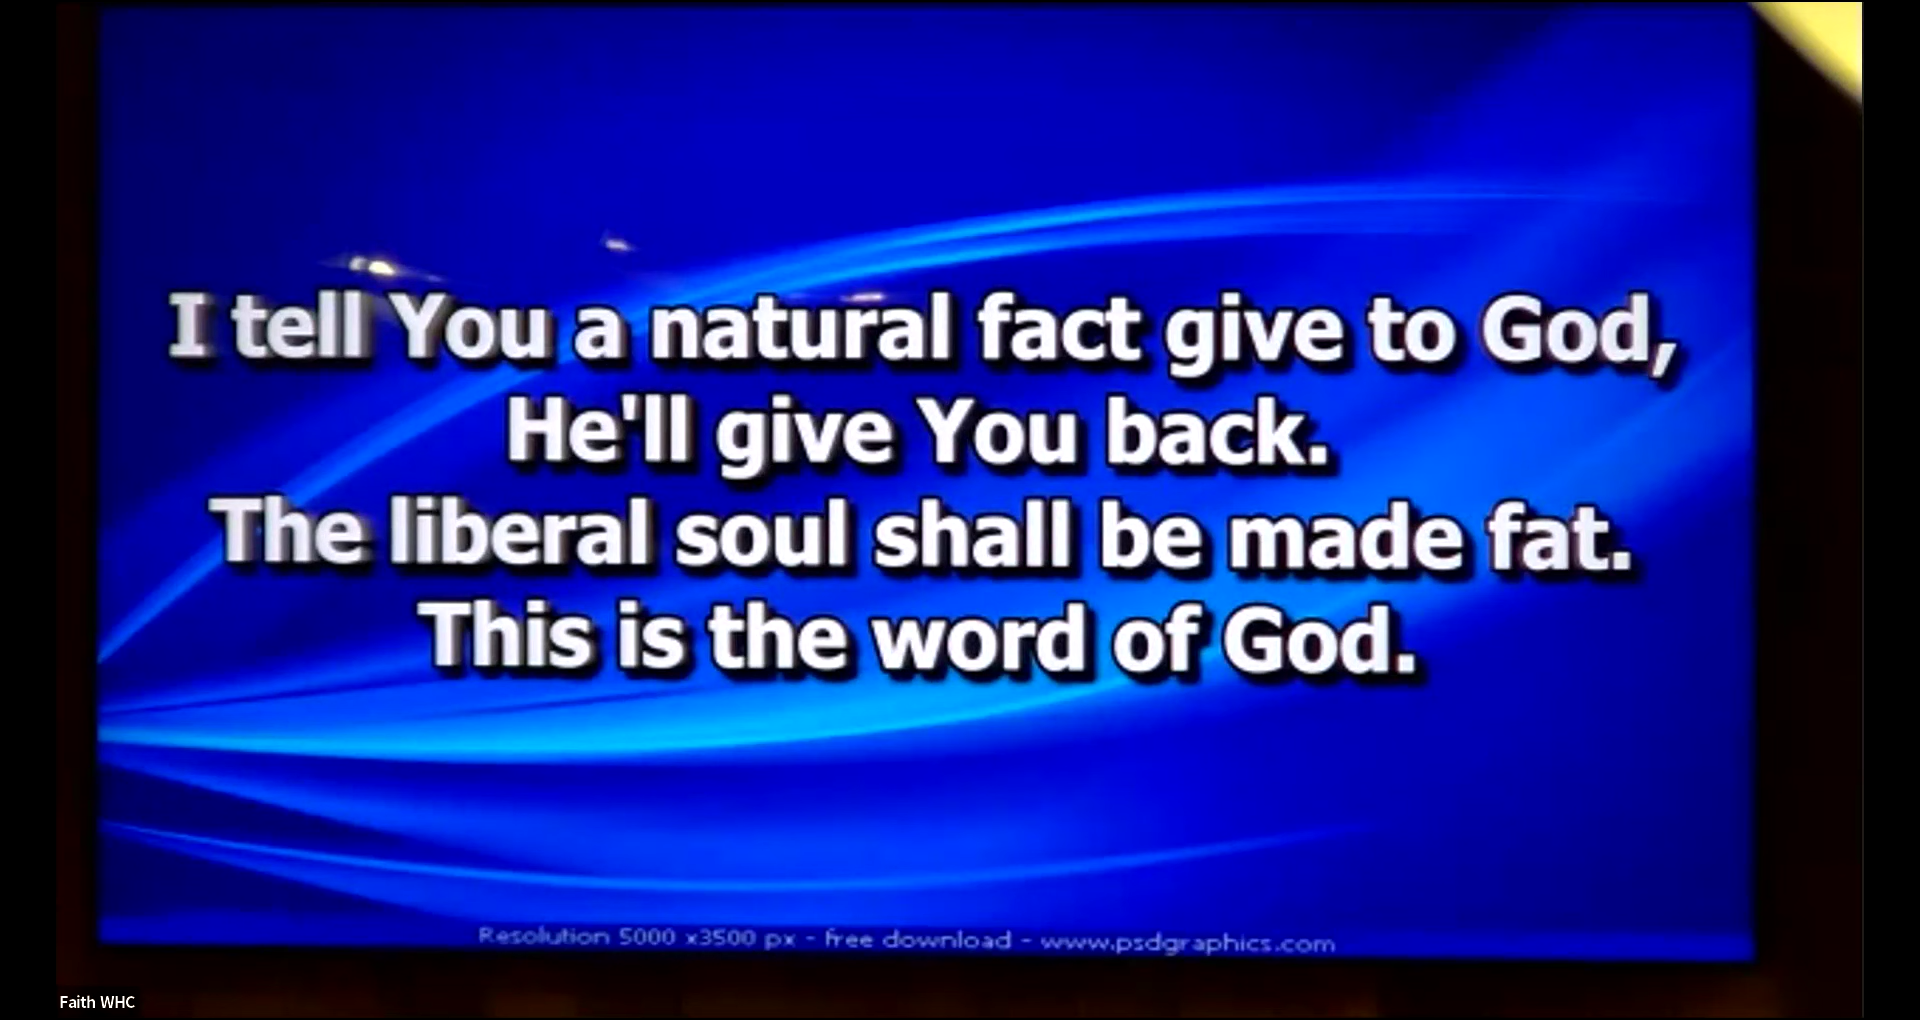 I tell You a natural fact give to God,
He'll give You back.
The liberal soul shall be made fat.
This is the word of God.
Resolution 5000 x3500 px - free download - www.psdgraphics.com
Faith WHC